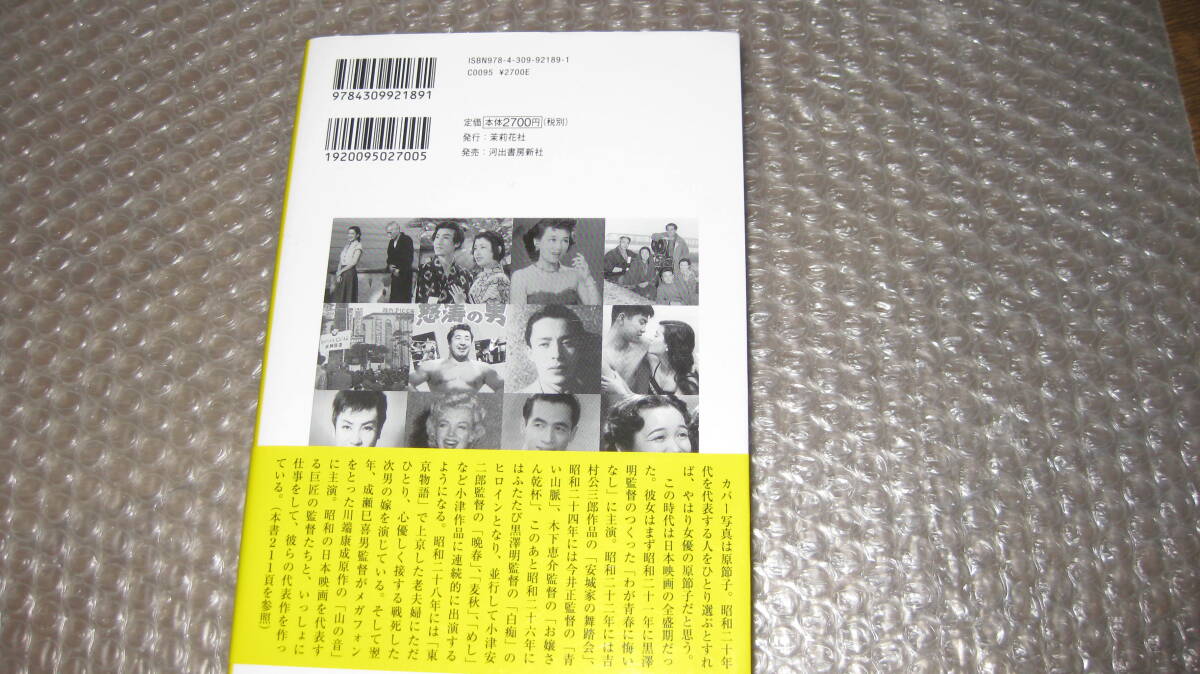 ISBN978-4-309-92189-1
C0095 ¥2700E
9784309921891
定価 本体2700円(税別)
発行：茉莉花社
発売：河出書房新社
1920095027005
怒濤の男
カバー写真は原節子。昭和二十年
代を代表する人をひとり選ぶとすれ
ば、やはり女優の原節子だと思う。
この時代は日本映画の全盛期だっ
た。彼女はまず昭和二十一年に黒澤
明監督のつくった「わが青春に悔い
なし」に主演。昭和二十二年には吉
村公三郎作品の「安城家の舞踏会」、
昭和二十四年には今井正監督の「青
い山脈」、木下恵介監督の「お嬢さ
ん乾杯」、このあと昭和二十六年に
はふたたび黒澤明監督の「白痴」の
ヒロインとなり、並行して小津安
二郎監督の「晩春」、「麦秋」、「めし」
など小津作品に連続的に出演する
ようになる。昭和二十八年には「東
京物語」で上京した老夫婦にただ
ひとり、心優しく接する戦死した
次男の嫁を演じている。そして翌
年、成瀬巳喜男監督がメガフォン
をとった川端康成原作の「山の音」
に主演。昭和の日本映画を代表す
る巨匠の監督たちと、いっしょに
仕事をして、彼らの代表作を作っ
ている。（本書211頁を参照）